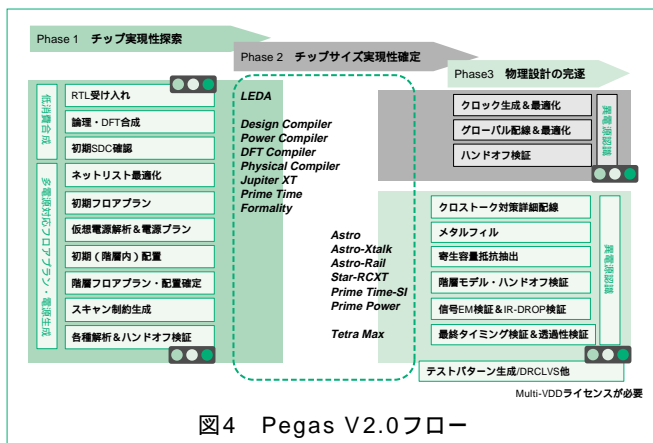 Phase 1 チップ実現性探索
Phase 2 チップサイズ実現性確定
Phase3 物理設計の完遂
低消費合成
RTL受け入れ
論理・DFT合成
初期SDC確認
多電源対応フロアプラン・電源生成
ネットリスト最適化
初期フロアプラン
仮想電源解析＆電源プラン
初期（階層内）配置
階層フロアプラン・配置確定
スキャン制約生成
各種解析＆ハンドオフ検証
LEDA
Design Compiler
Power Compiler
DFT Compiler
Physical Compiler
Jupiter XT
Prime Time
Formality
Astro
Astro-Xtalk
Astro-Rail
Star-RCXT
Prime Time-SI
Prime Power
Tetra Max
クロック生成＆最適化
グローバル配線＆最適化
ハンドオフ検証
異電源認識
クロストーク対策詳細配線
メタルフィル
寄生容量抵抗抽出
階層モデル・ハンドオフ検証
信号EM検証＆IR-DROP検証
最終タイミング検証＆透過性検証
異電源認識
テストパターン生成/DRCLVS他
Multi-VDDライセンスが必要
図4 Pegas V2.0フロー